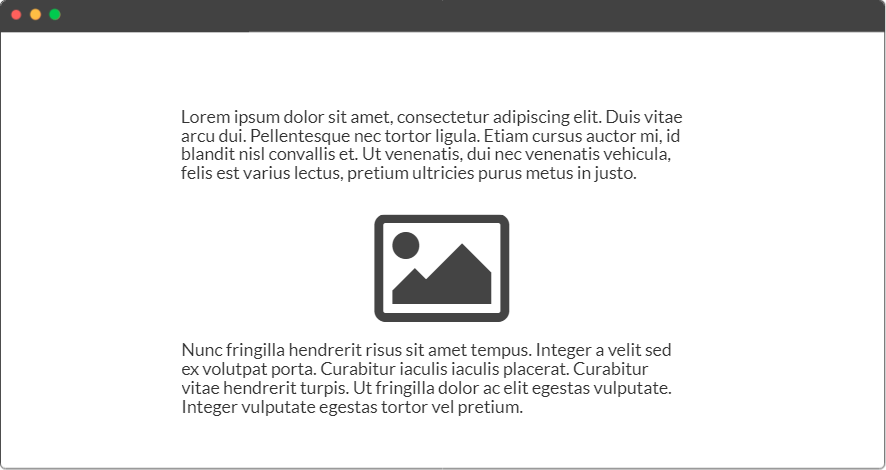 Lorem ipsum dolor sit amet, consectetur adipiscing elit. Duis vitae
arcu dui. Pellentesque nec tortor ligula. Etiam cursus auctor mi, id
blandit nisl convallis et. Ut venenatis, dui nec venenatis vehicula,
felis est varius lectus, pretium ultricies purus metus in justo.
Nunc fringilla hendrerit risus sit amet tempus. Integer a velit sed
ex volutpat porta. Curabitur iaculis iaculis placerat. Curabitur
vitae hendrerit turpis. Ut fringilla dolor ac elit egestas vulputate.
Integer vulputate egestas tortor vel pretium.